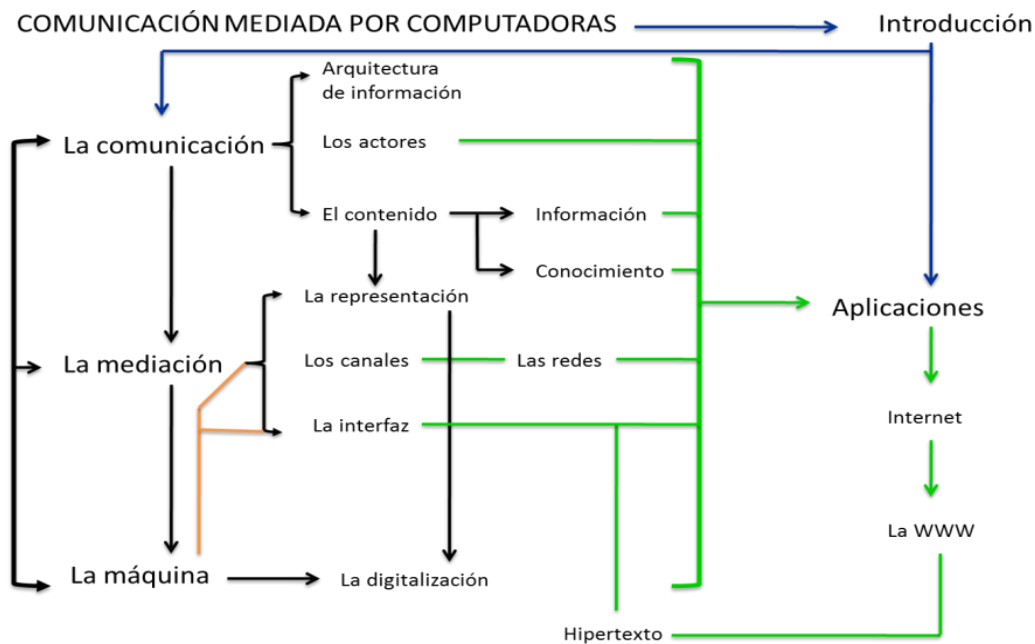 COMUNICACIÓN MEDIADA POR COMPUTADORAS
Introducción
Arquitectura
de información
La comunicación
Los actores
El contenido
Información
Conocimiento
La representación
Aplicaciones
La mediación
Los canales
Las redes
La interfaz
Internet
La WWW
La máquina
La digitalización
Hipertexto